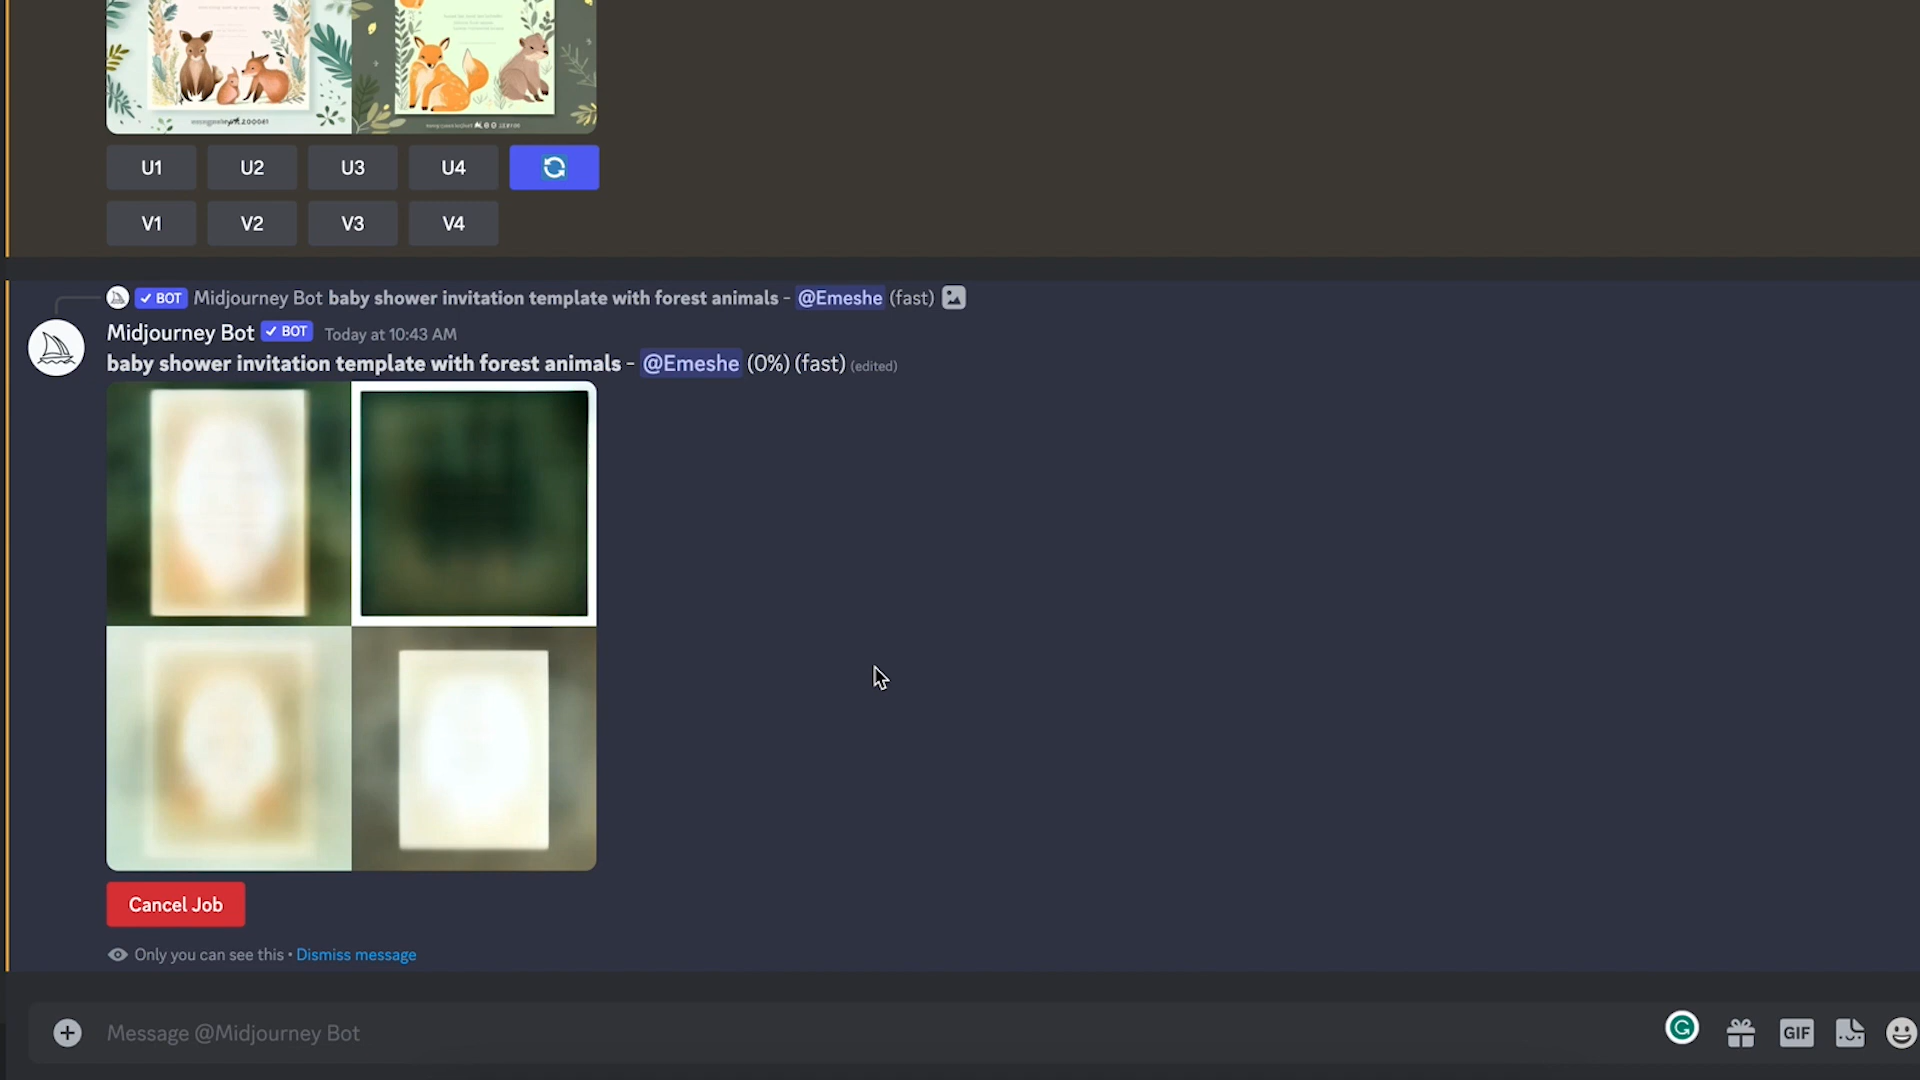 U1 U2 U3 U4
V1 V2 V3 V4
✓ BOT Midjourney Bot baby shower invitation template with forest animals - @Emeshe (fast)
Midjourney Bot ✓ BOT Today at 10:43 AM
baby shower invitation template with forest animals - @Emeshe (0%) (fast) (edited)
Cancel Job
Only you can see this • Dismiss message
Message @Midjourney Bot
GIF